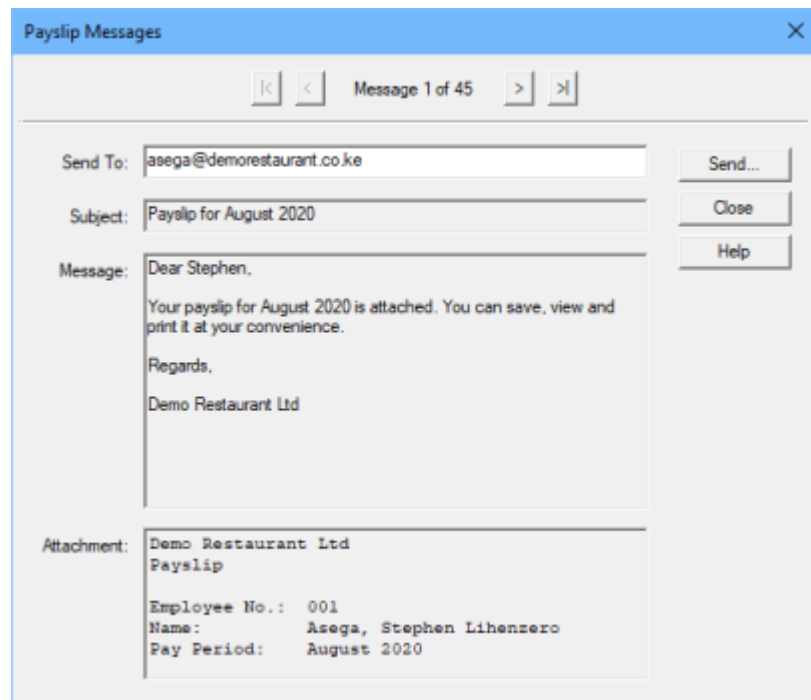 Payslip Messages
|< < Message 1 of 45 > >|
Send To: asega@demorestaurant.co.ke
Send...
Subject: Payslip for August 2020
Close
Help
Message: Dear Stephen,
Your payslip for August 2020 is attached. You can save, view and
print it at your convenience.
Regards,
Demo Restaurant Ltd
Attachment: Demo Restaurant Ltd
Payslip
Employee No.: 001
Name: Asega, Stephen Lihenzero
Pay Period: August 2020